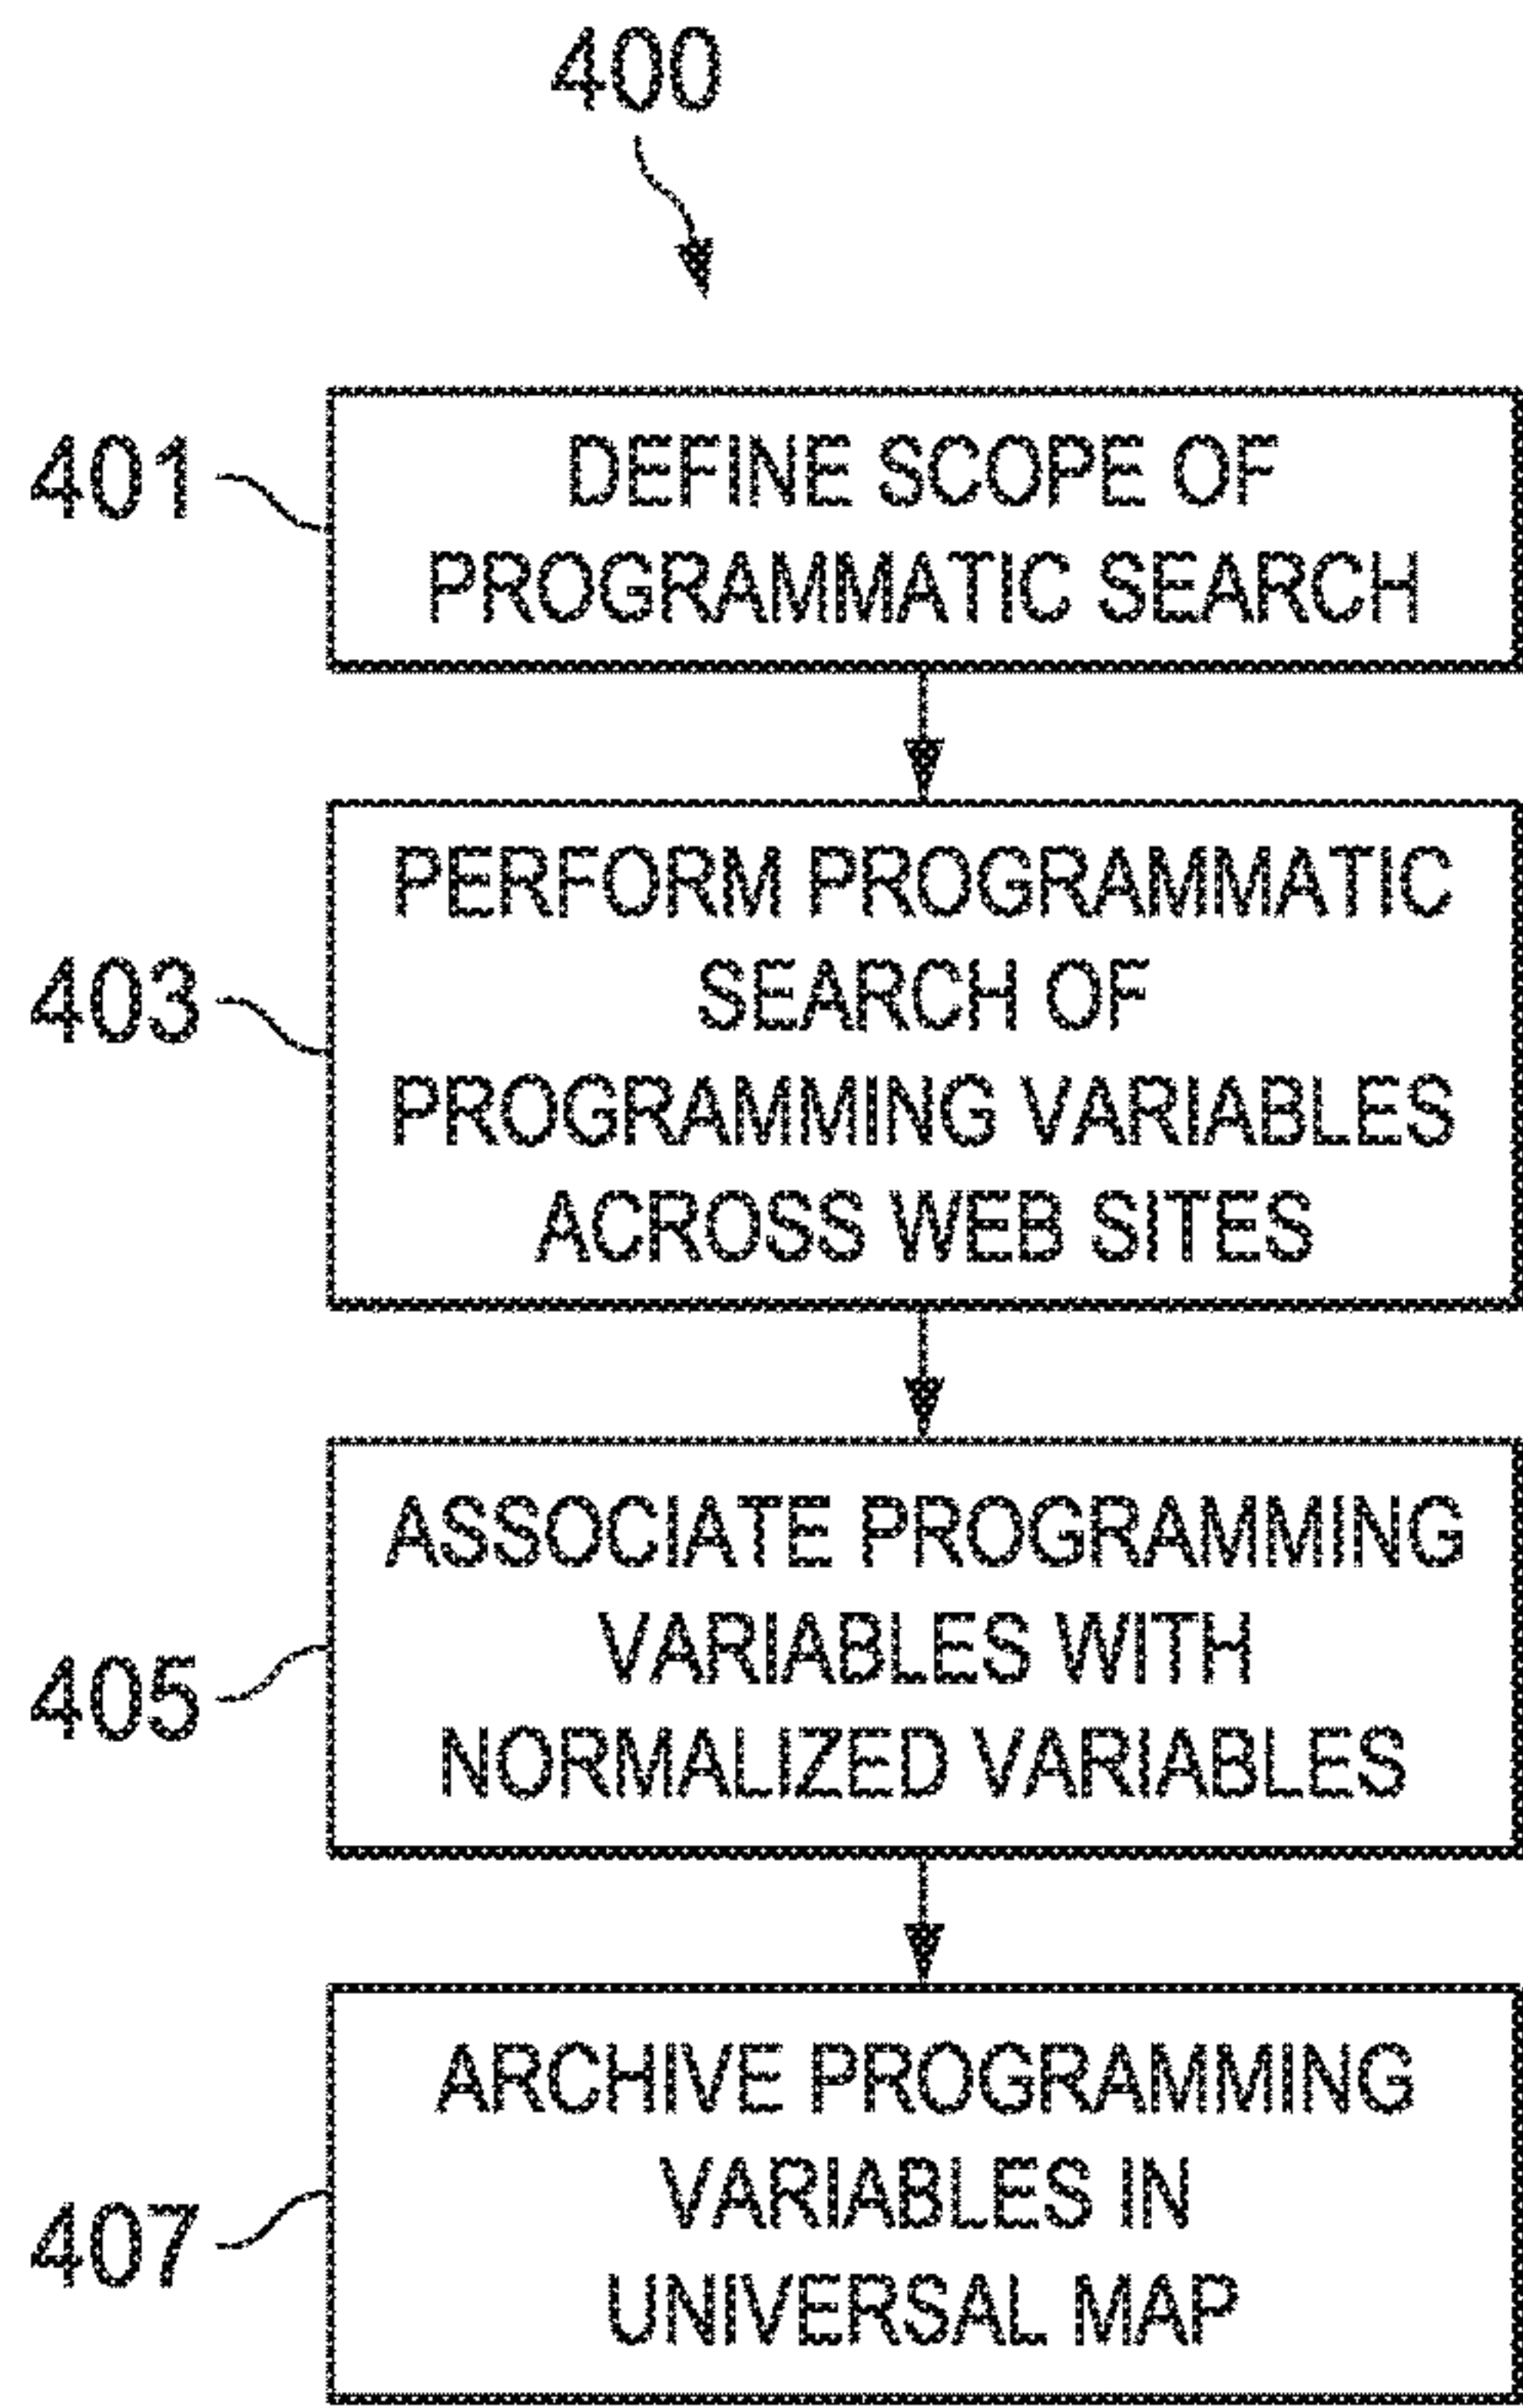 400
401
DEFINE SCOPE OF
PROGRAMMATIC SEARCH
403
PERFORM PROGRAMMATIC
SEARCH OF
PROGRAMMING VARIABLES
ACROSS WEB SITES
405
ASSOCIATE PROGRAMMING
VARIABLES WITH
NORMALIZED VARIABLES
407
ARCHIVE PROGRAMMING
VARIABLES IN
UNIVERSAL MAP